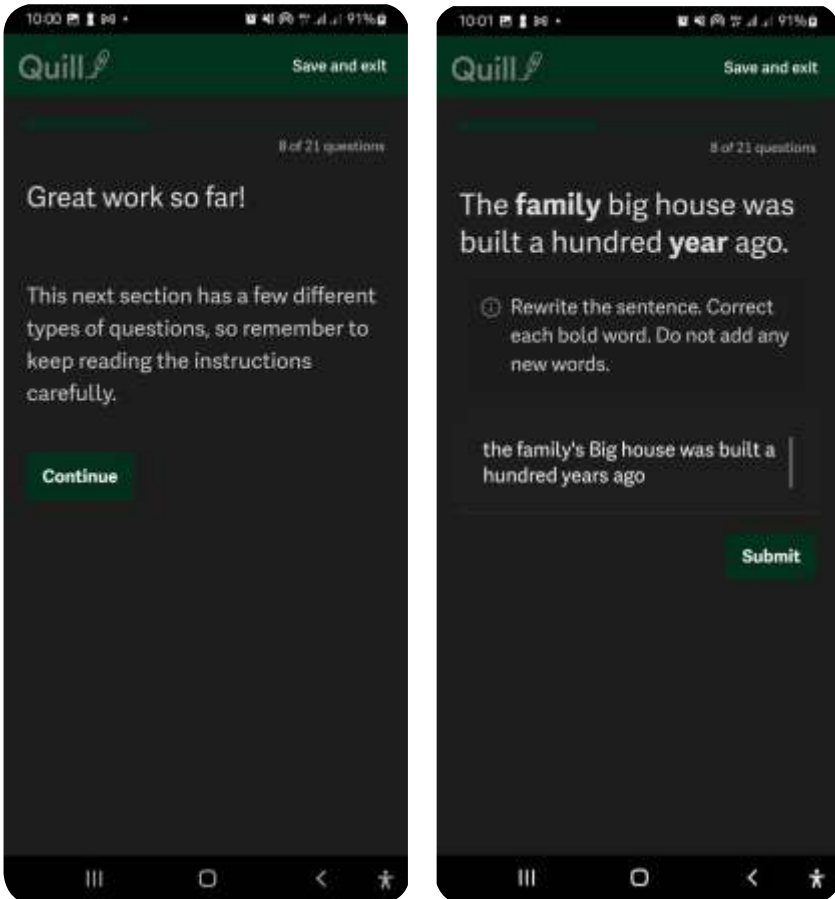 10:00
91%
Quill
Save and exit
8 of 21 questions
Great work so far!
This next section has a few different
types of questions, so remember to
keep reading the instructions
carefully.
Continue
10:01
91%
Quill
Save and exit
8 of 21 questions
The family big house was
built a hundred year ago.
Rewrite the sentence. Correct
each bold word. Do not add any
new words.
the family's Big house was built a
hundred years ago
Submit